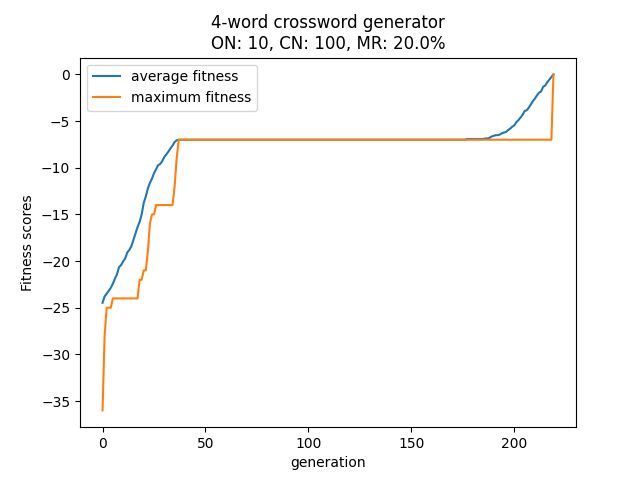 4-word crossword generator
ON: 10, CN: 100, MR: 20.0%
average fitness
maximum fitness
Fitness scores
0
−5
−10
−15
−20
−25
−30
−35
0
50
100
150
200
generation